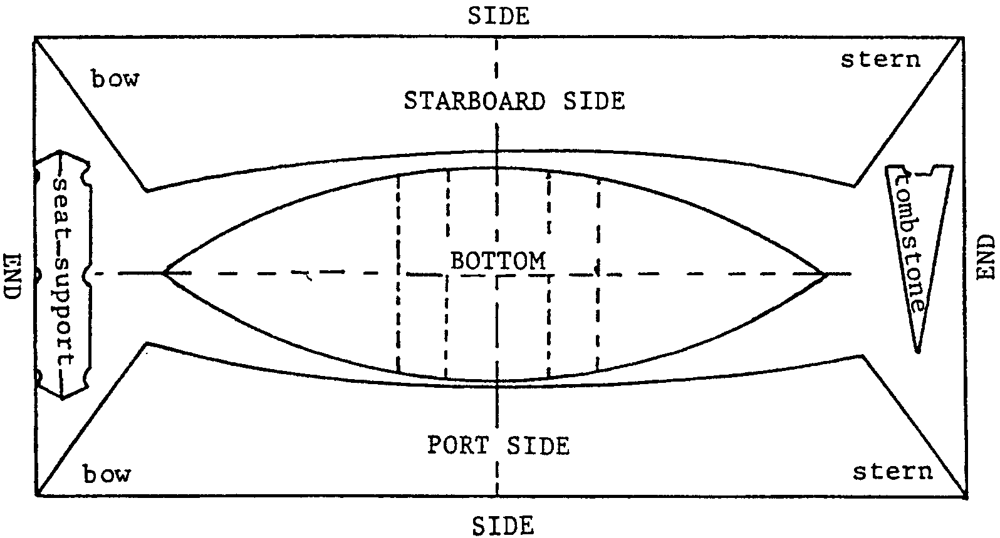 SIDE
bow
stern
STARBOARD SIDE
seat support
tombstone
END
BOTTOM
END
PORT SIDE
bow
stern
SIDE